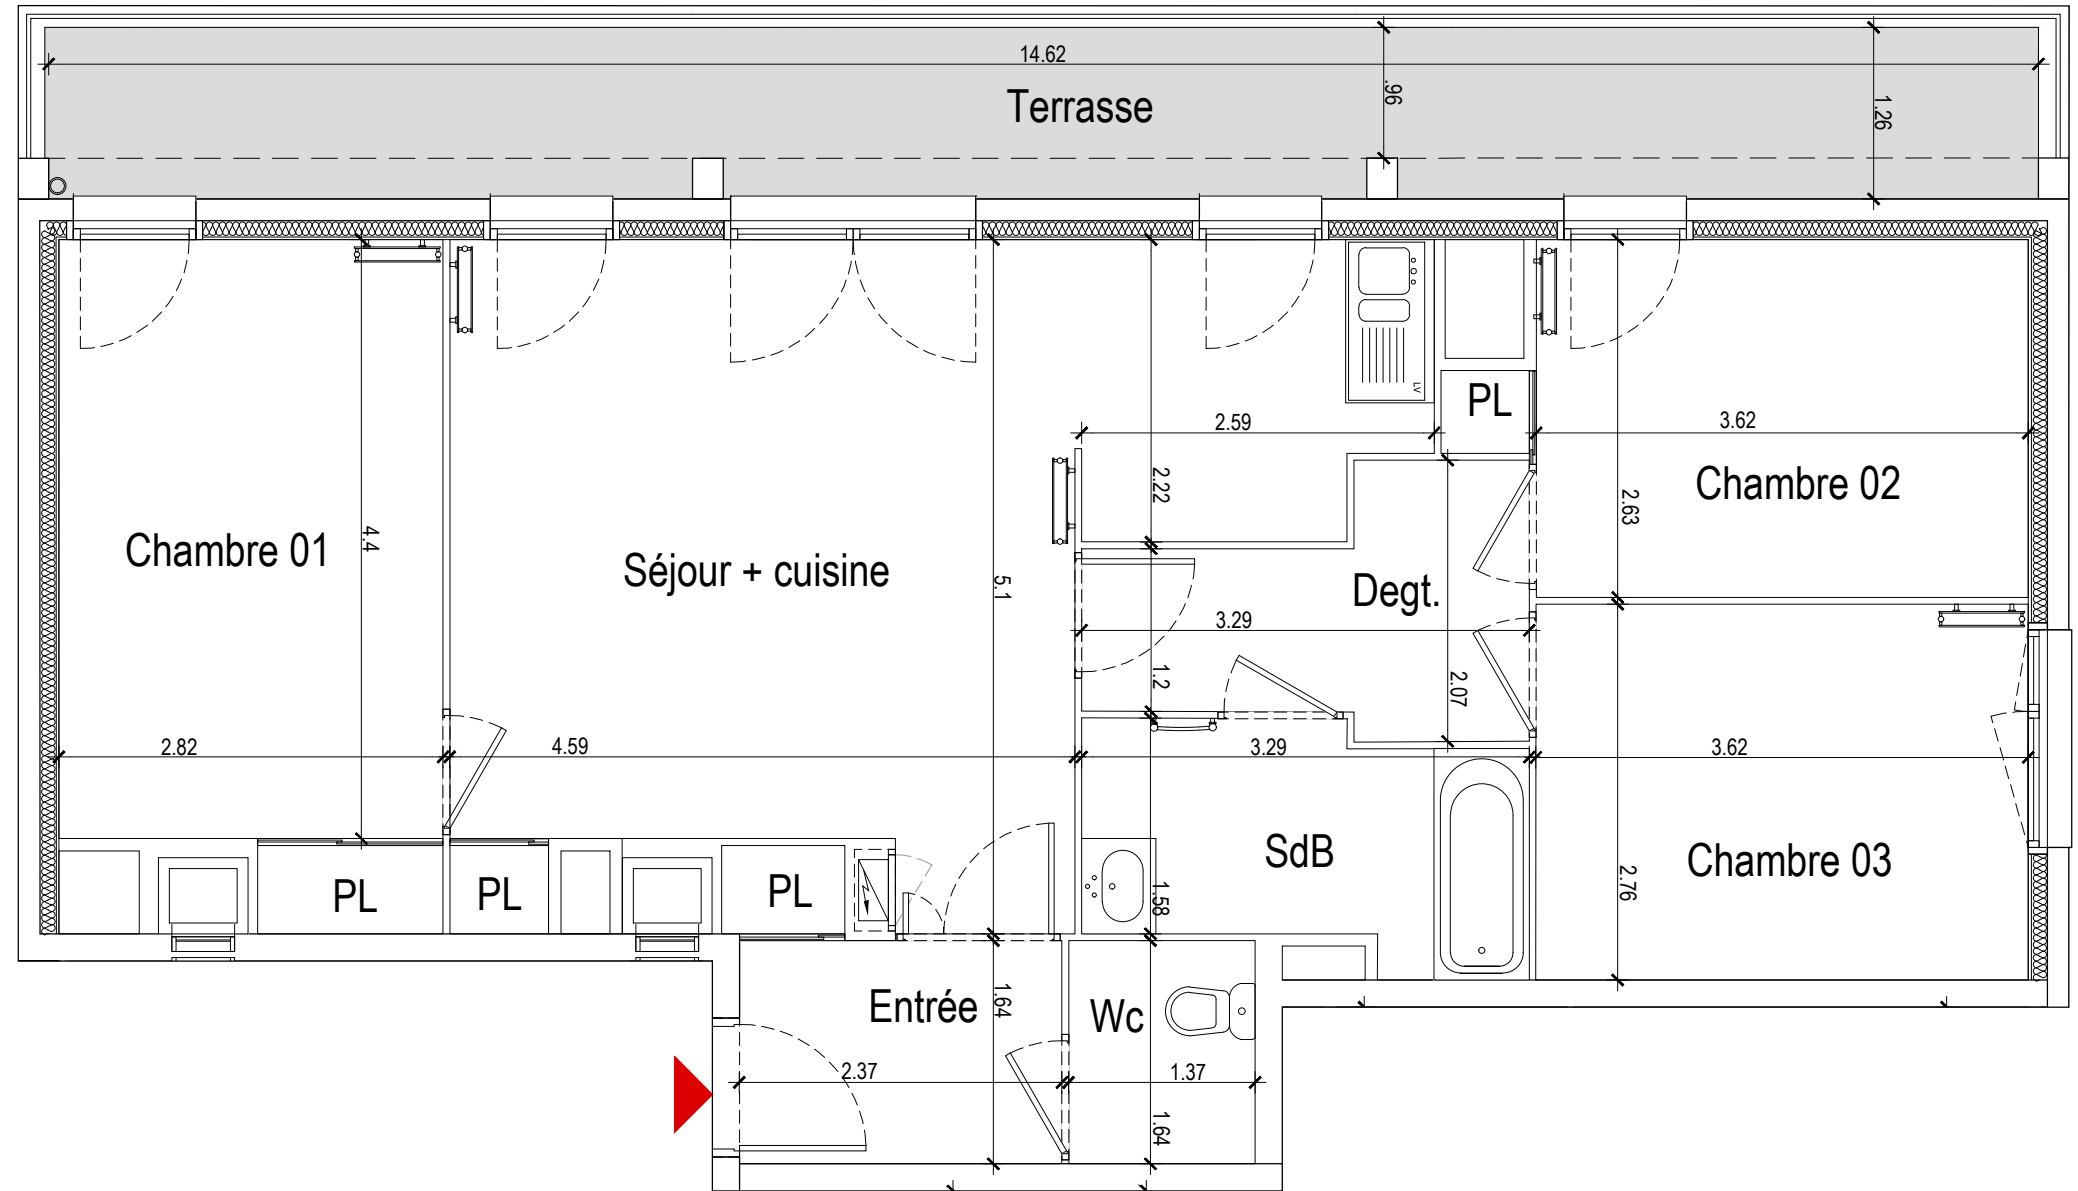 14.62
.96
Terrasse
1.26
LV
PL
2.59
3.62
2.22
Chambre 02
2.63
4.4
Chambre 01
Séjour + cuisine
5.1
Degt.
3.29
1.2
2.07
2.82
4.59
3.29
3.62
SdB
Chambre 03
2.76
PL
PL
PL
1.58
Entrée
1.64
Wc
2.37
1.37
1.64